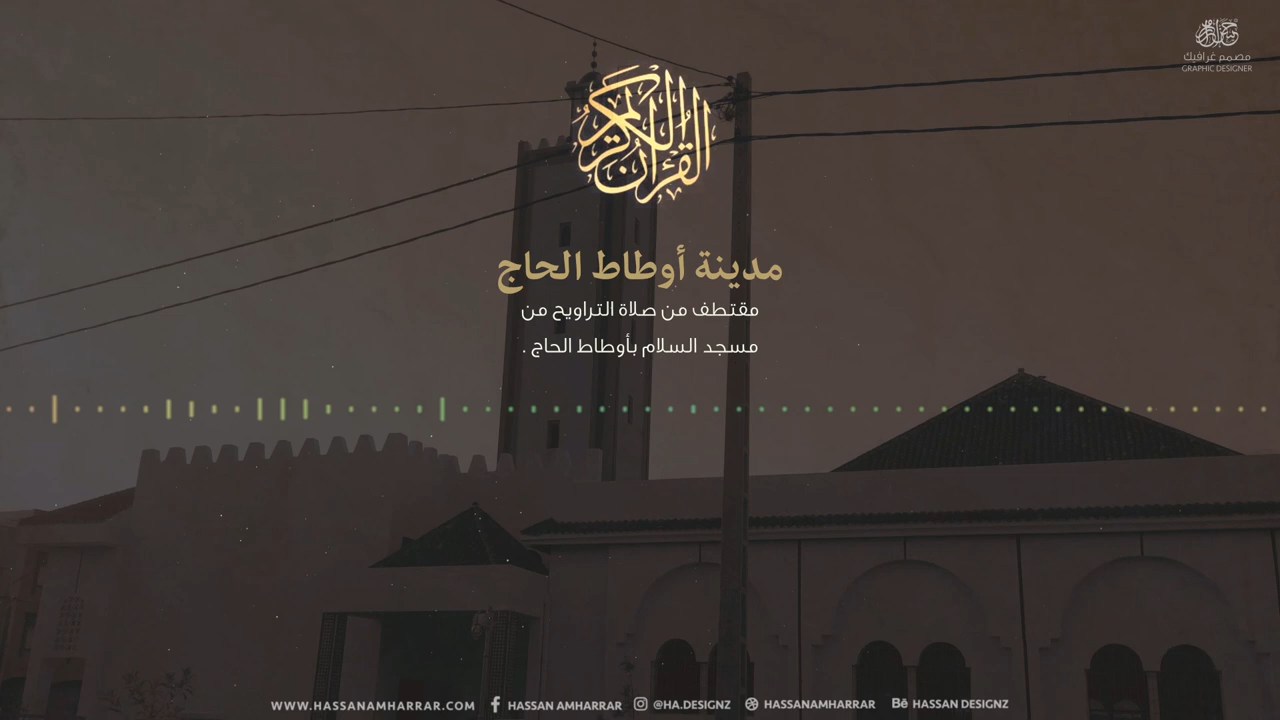 مصمم غرافيك
GRAPHIC DESIGNER
القرآن الكريم
مدينة أوطاط الحاج
مقتطف من صلاة التراويح من
مسجد السلام بأوطاط الحاج .
WWW.HASSANAMHARRAR.COM HASSAN AMHARRAR @HA.DESIGNZ HASSANAMHARRAR Bē HASSAN DESIGNZ